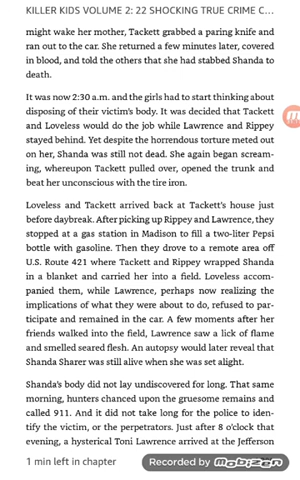 KILLER KIDS VOLUME 2: 22 SHOCKING TRUE CRIME C...
might wake her mother, Tackett grabbed a paring knife and
ran out to the car. She returned a few minutes later, covered
in blood, and told the others that she had stabbed Shanda to
death.
It was now 2:30 a.m. and the girls had to start thinking about
disposing of their victim's body. It was decided that Tackett
and Loveless would do the job while Lawrence and Rippey
stayed behind. Yet despite the horrendous torture meted out
on her, Shanda was still not dead. She again began scream-
ing, whereupon Tackett pulled over, opened the trunk and
beat her unconscious with the tire iron.
Loveless and Tackett arrived back at Tackett's house just
before daybreak. After picking up Rippey and Lawrence, they
stopped at a gas station in Madison to fill a two-liter Pepsi
bottle with gasoline. Then they drove to a remote area off
U.S. Route 421 where Tackett and Rippey wrapped Shanda
in a blanket and carried her into a field. Loveless accom-
panied them, while Lawrence, perhaps now realizing the
implications of what they were about to do, refused to par-
ticipate and remained in the car. A few moments after her
friends walked into the field, Lawrence saw a lick of flame
and smelled seared flesh. An autopsy would later reveal that
Shanda Sharer was still alive when she was set alight.
Shanda's body did not lay undiscovered for long. That same
morning, hunters chanced upon the gruesome remains and
called 911. And it did not take long for the police to iden-
tify the victim, or the perpetrators. Just after 8 o'clock that
evening, a hysterical Toni Lawrence arrived at the Jefferson
1 min left in chapter
Recorded by Mobizen